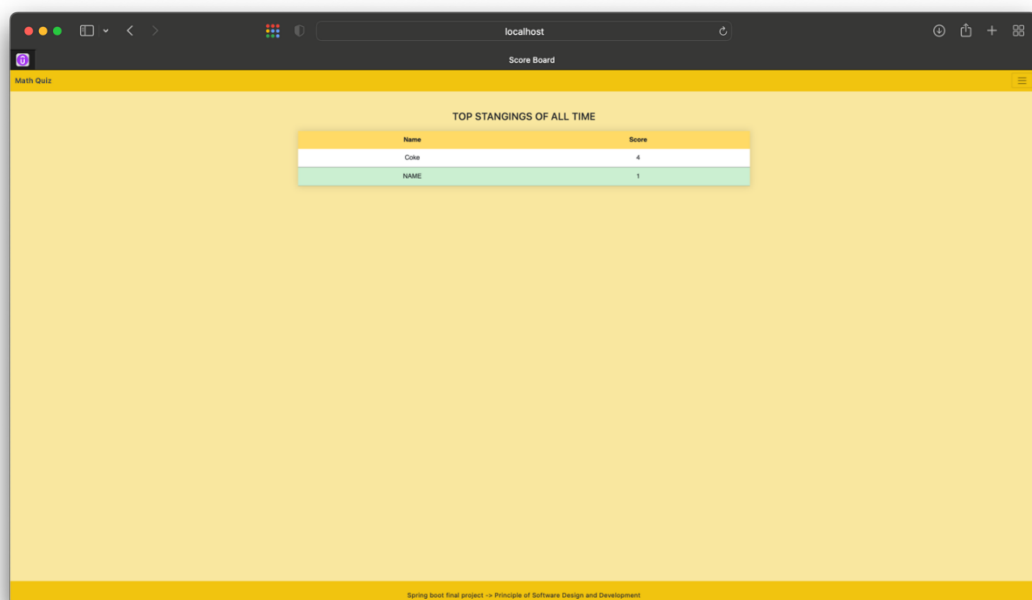 localhost
Score Board
Math Quiz
TOP STANGINGS OF ALL TIME
Name Score
Coke 4
NAME 1
Spring boot final project -> Principle of Software Design and Development